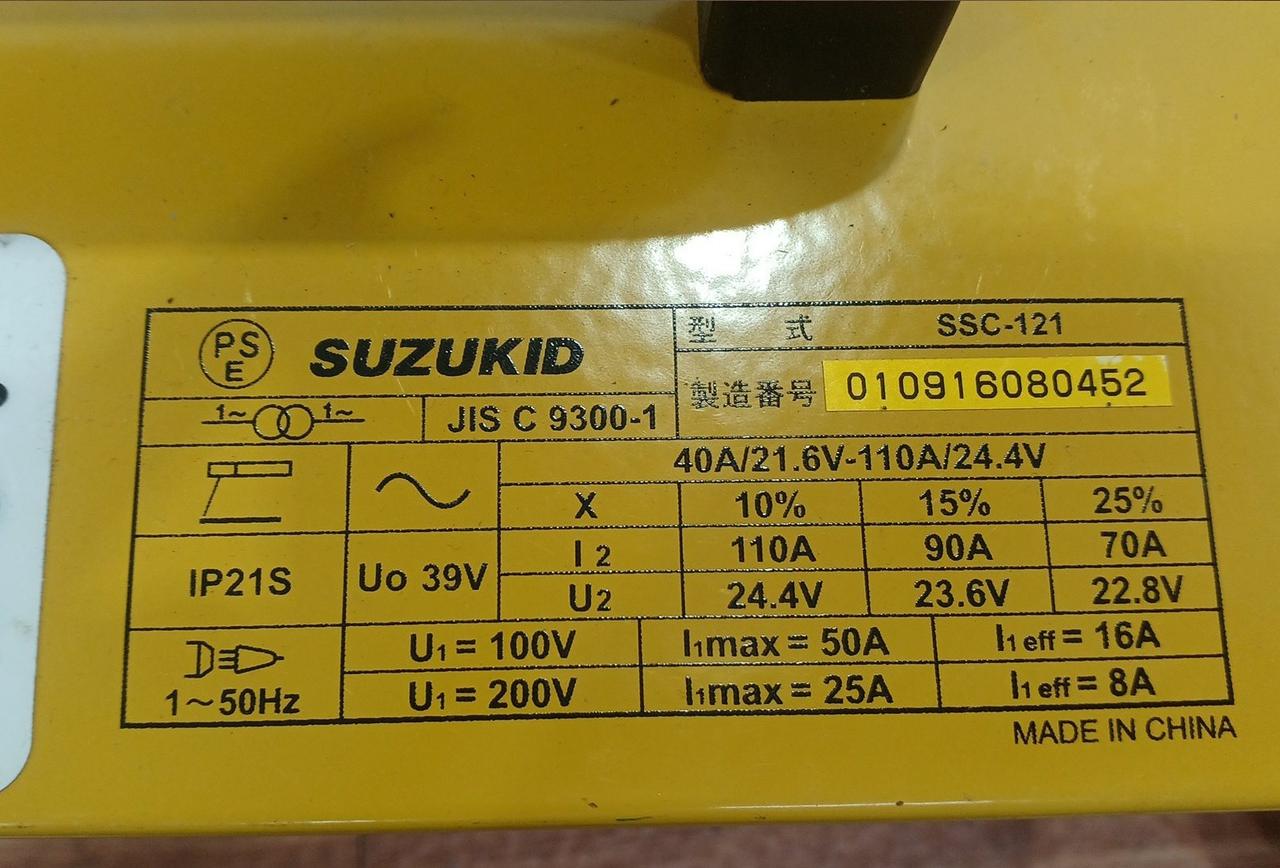 PS
E
SUZUKID
型 式 SSC-121
製造番号 010916080452
1~ 1~ JIS C 9300-1
40A/21.6V-110A/24.4V
X 10% 15% 25%
I2 110A 90A 70A
IP21S Uo 39V
U2 24.4V 23.6V 22.8V
U1 = 100V I1max = 50A I1 eff = 16A
1~50Hz
U1 = 200V I1max = 25A I1 eff = 8A
MADE IN CHINA